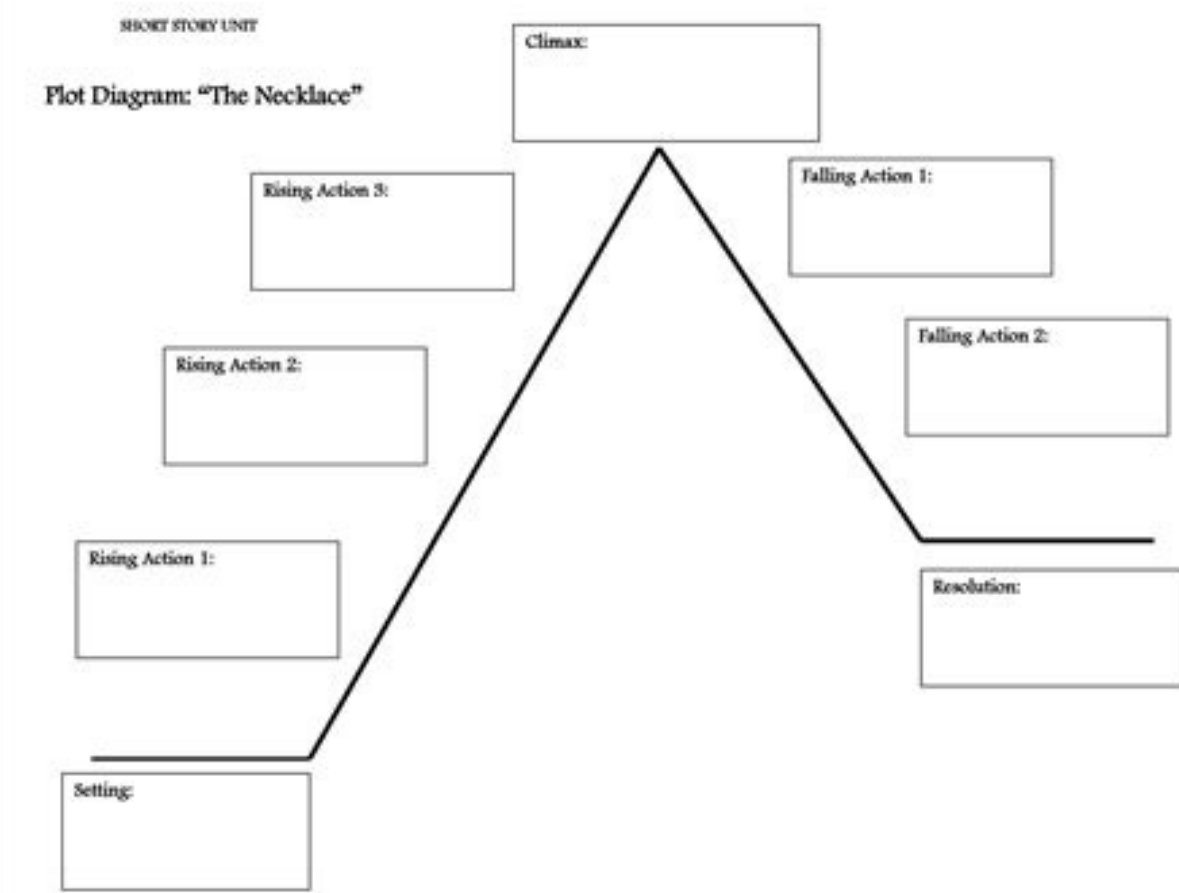 SHORT STORY UNIT
Plot Diagram: “The Necklace”
Climax:
Rising Action 3:
Falling Action 1:
Rising Action 2:
Falling Action 2:
Rising Action 1:
Resolution:
Setting: